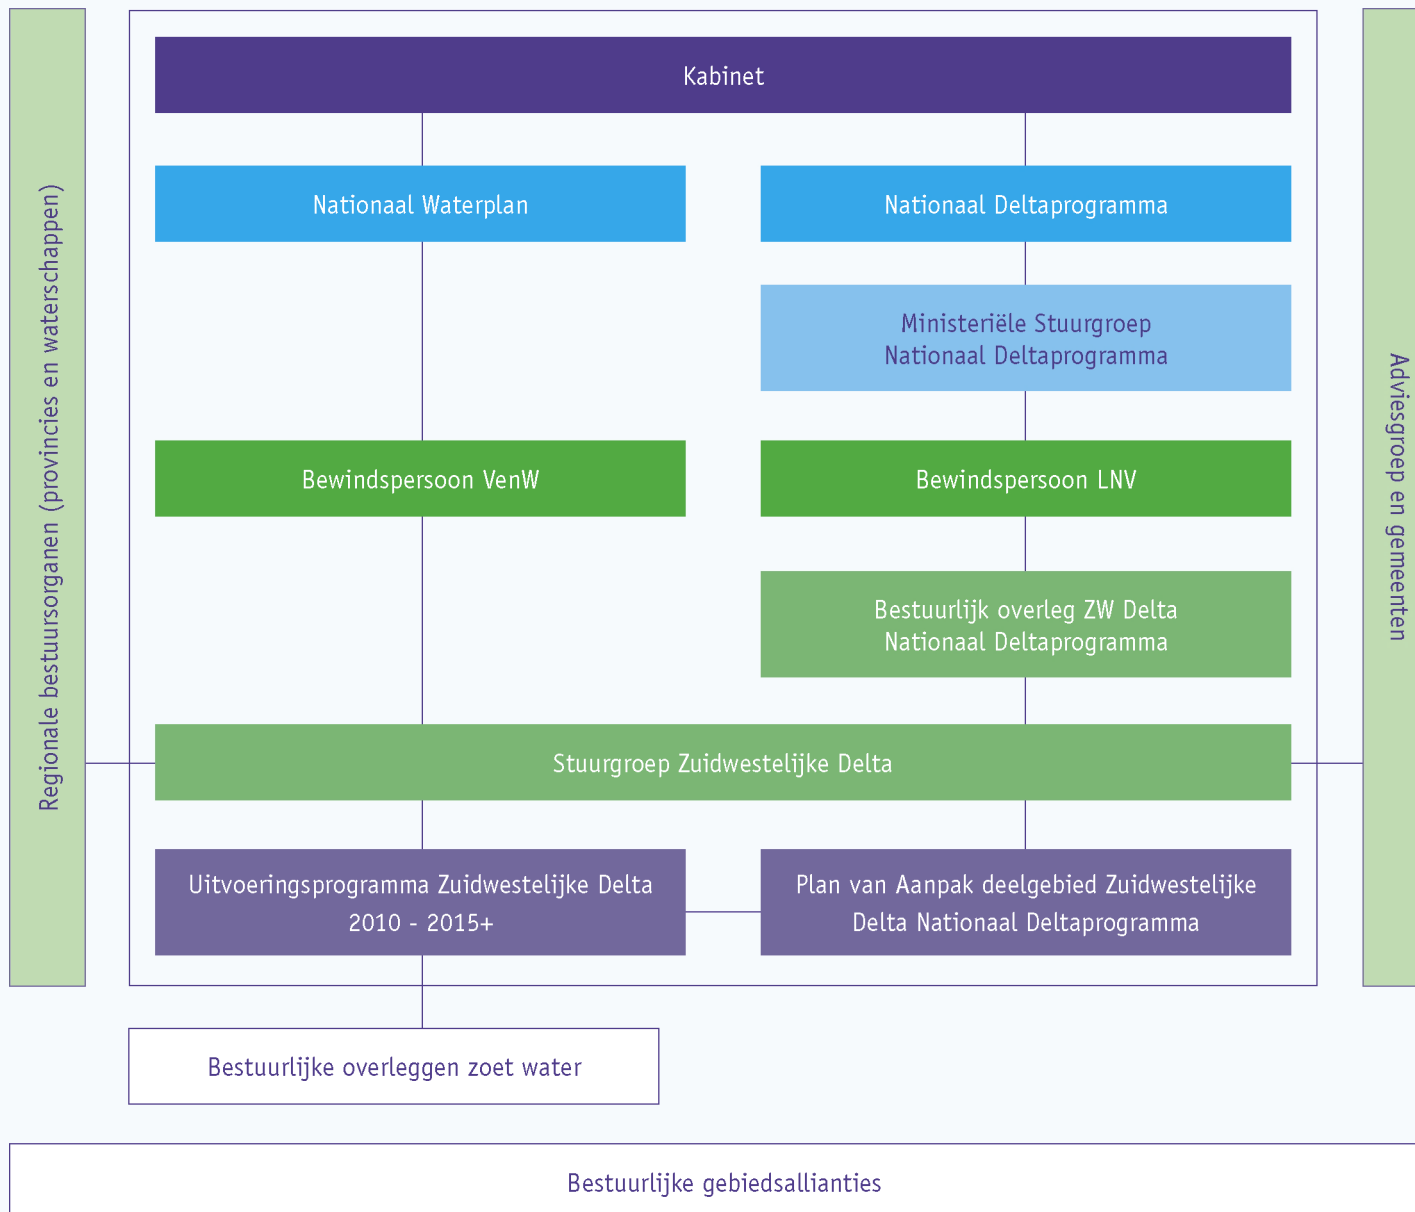 Kabinet
Nationaal Waterplan
Nationaal Deltaprogramma
Ministeriële Stuurgroep
Nationaal Deltaprogramma
Bewindspersoon VenW
Bewindspersoon LNV
Bestuurlijk overleg ZW Delta
Nationaal Deltaprogramma
Stuurgroep Zuidwestelijke Delta
Uitvoeringsprogramma Zuidwestelijke Delta
2010 - 2015+
Plan van Aanpak deelgebied Zuidwestelijke
Delta Nationaal Deltaprogramma
Regionale bestuursorganen (provincies en waterschappen)
Adviesgroep en gemeenten
Bestuurlijke overleggen zoet water
Bestuurlijke gebiedsallianties